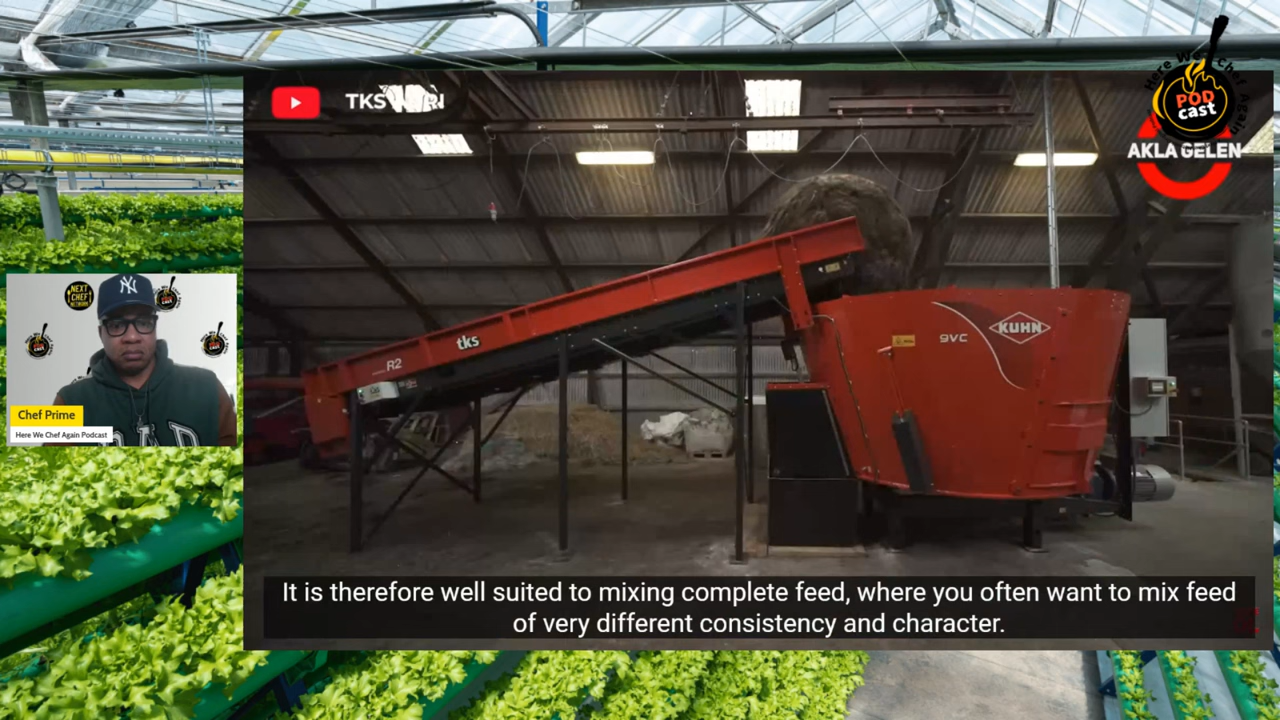 TKS
Here We Chef Again
POD
cast
AKLA GELEN
KUHN
9VC
tks
R2
NEXT
CHEF
NETWORK
Chef Prime
Here We Chef Again Podcast
It is therefore well suited to mixing complete feed, where you often want to mix feed
of very different consistency and character.